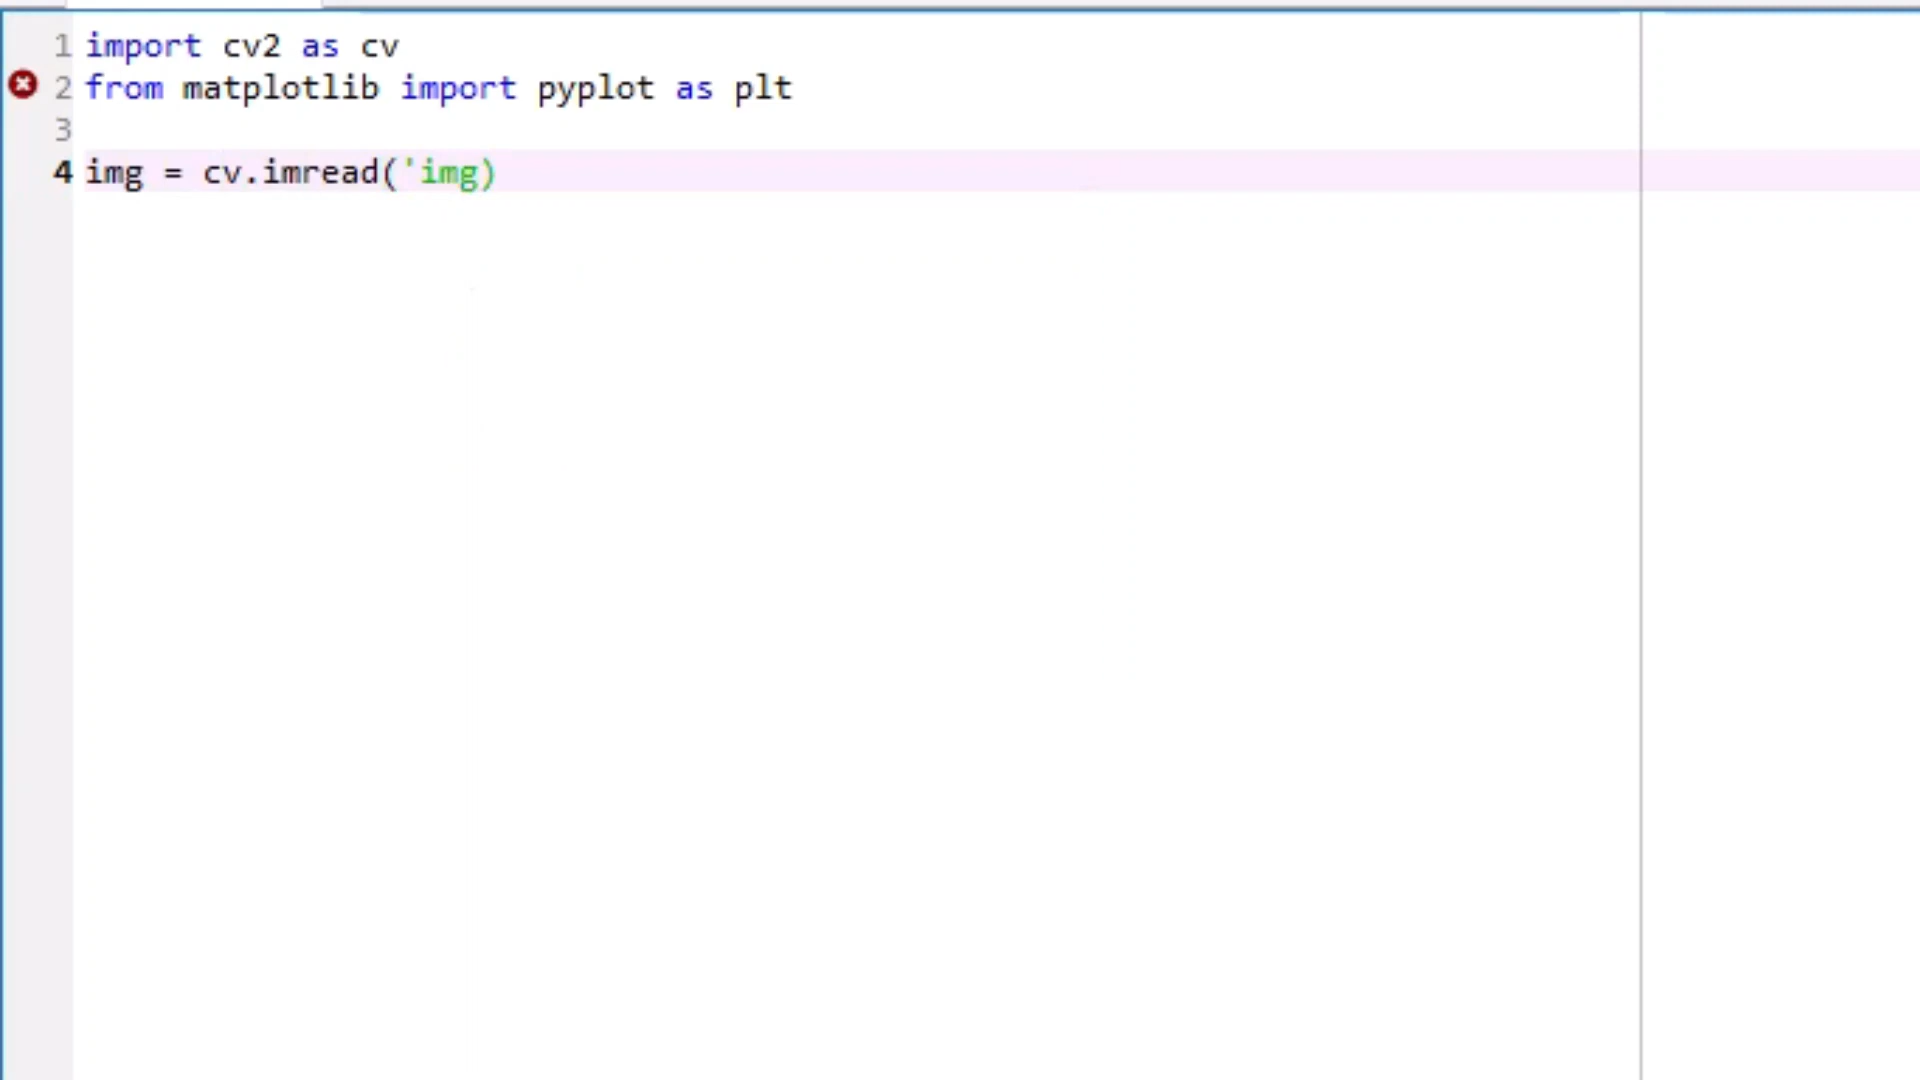 1 import cv2 as cv
2 from matplotlib import pyplot as plt
3
4 img = cv.imread('img)